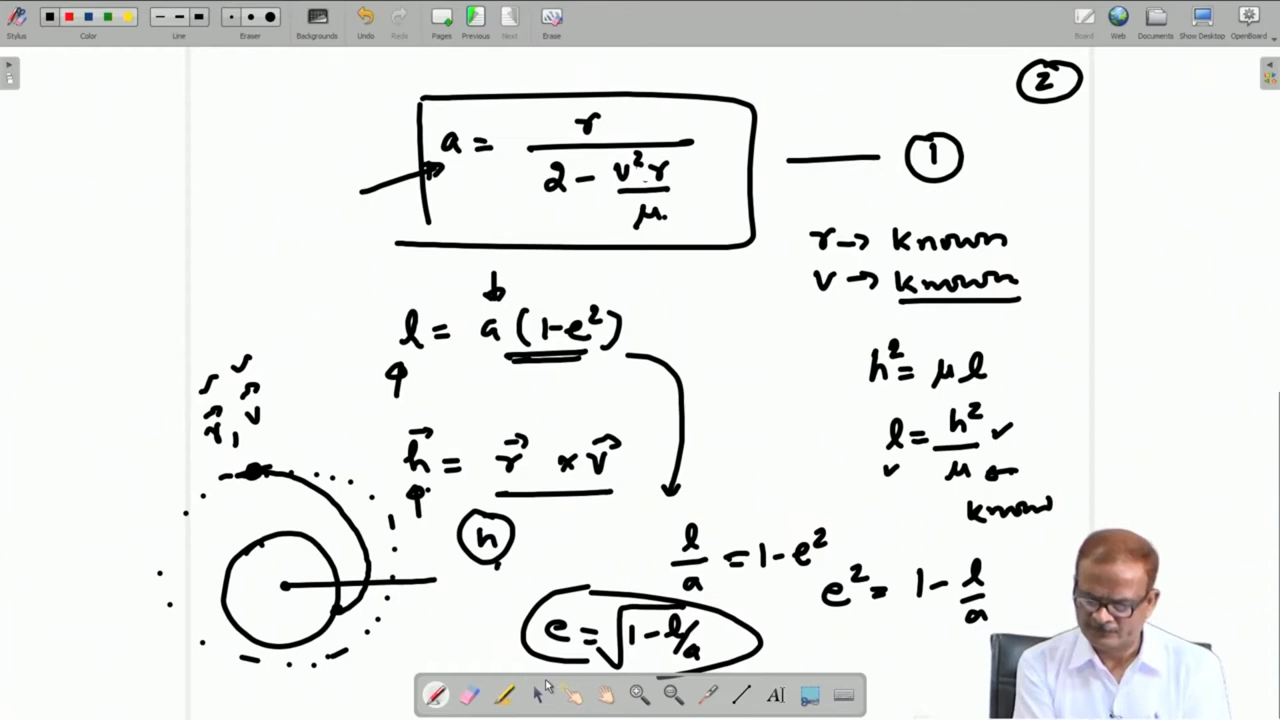 Stylus Color Line Eraser Backgrounds Undo Redo Pages Previous Next Erase Board Web Documents Show Desktop OpenBoard
2
a = r / (2 - v²r/μ) —— 1
r → known
v → known
l = a (1-e²)
h² = μl
l = h²/μ ✓
known
r⃗, v⃗
h⃗ = r⃗ × v⃗
h
l/a = 1-e²
e² = 1 - l/a
e = √(1 - l/a)
AI